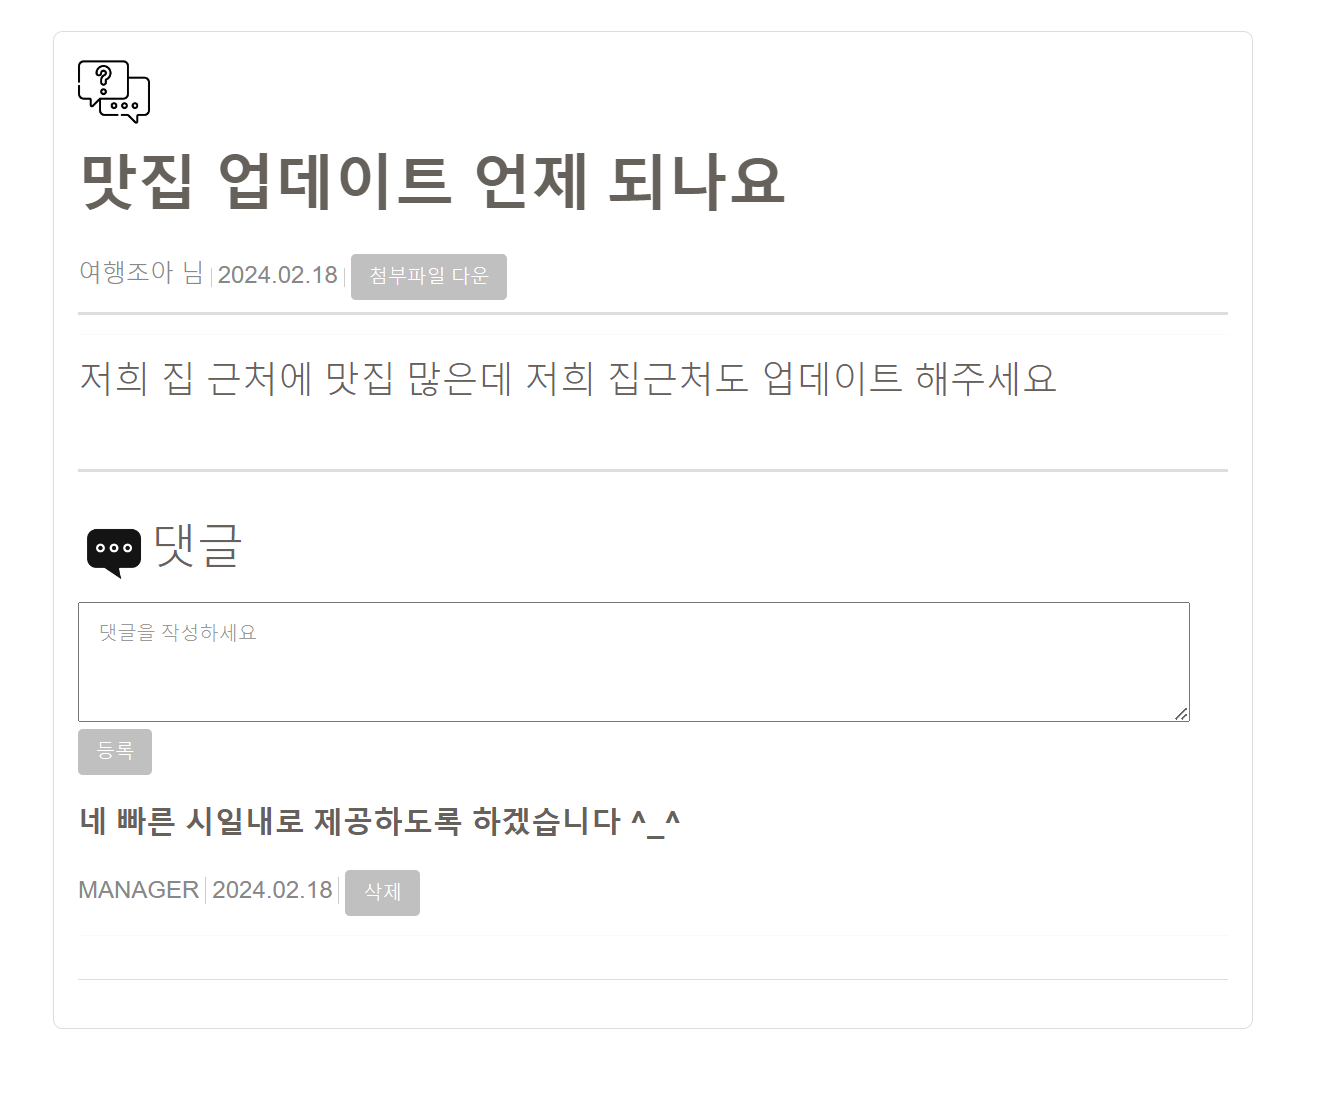 맛집 업데이트 언제 되나요
여행조아 님 | 2024.02.18 | 첨부파일 다운
저희 집 근처에 맛집 많은데 저희 집근처도 업데이트 해주세요
댓글
댓글을 작성하세요
등록
네 빠른 시일내로 제공하도록 하겠습니다 ^_^
MANAGER | 2024.02.18 | 삭제